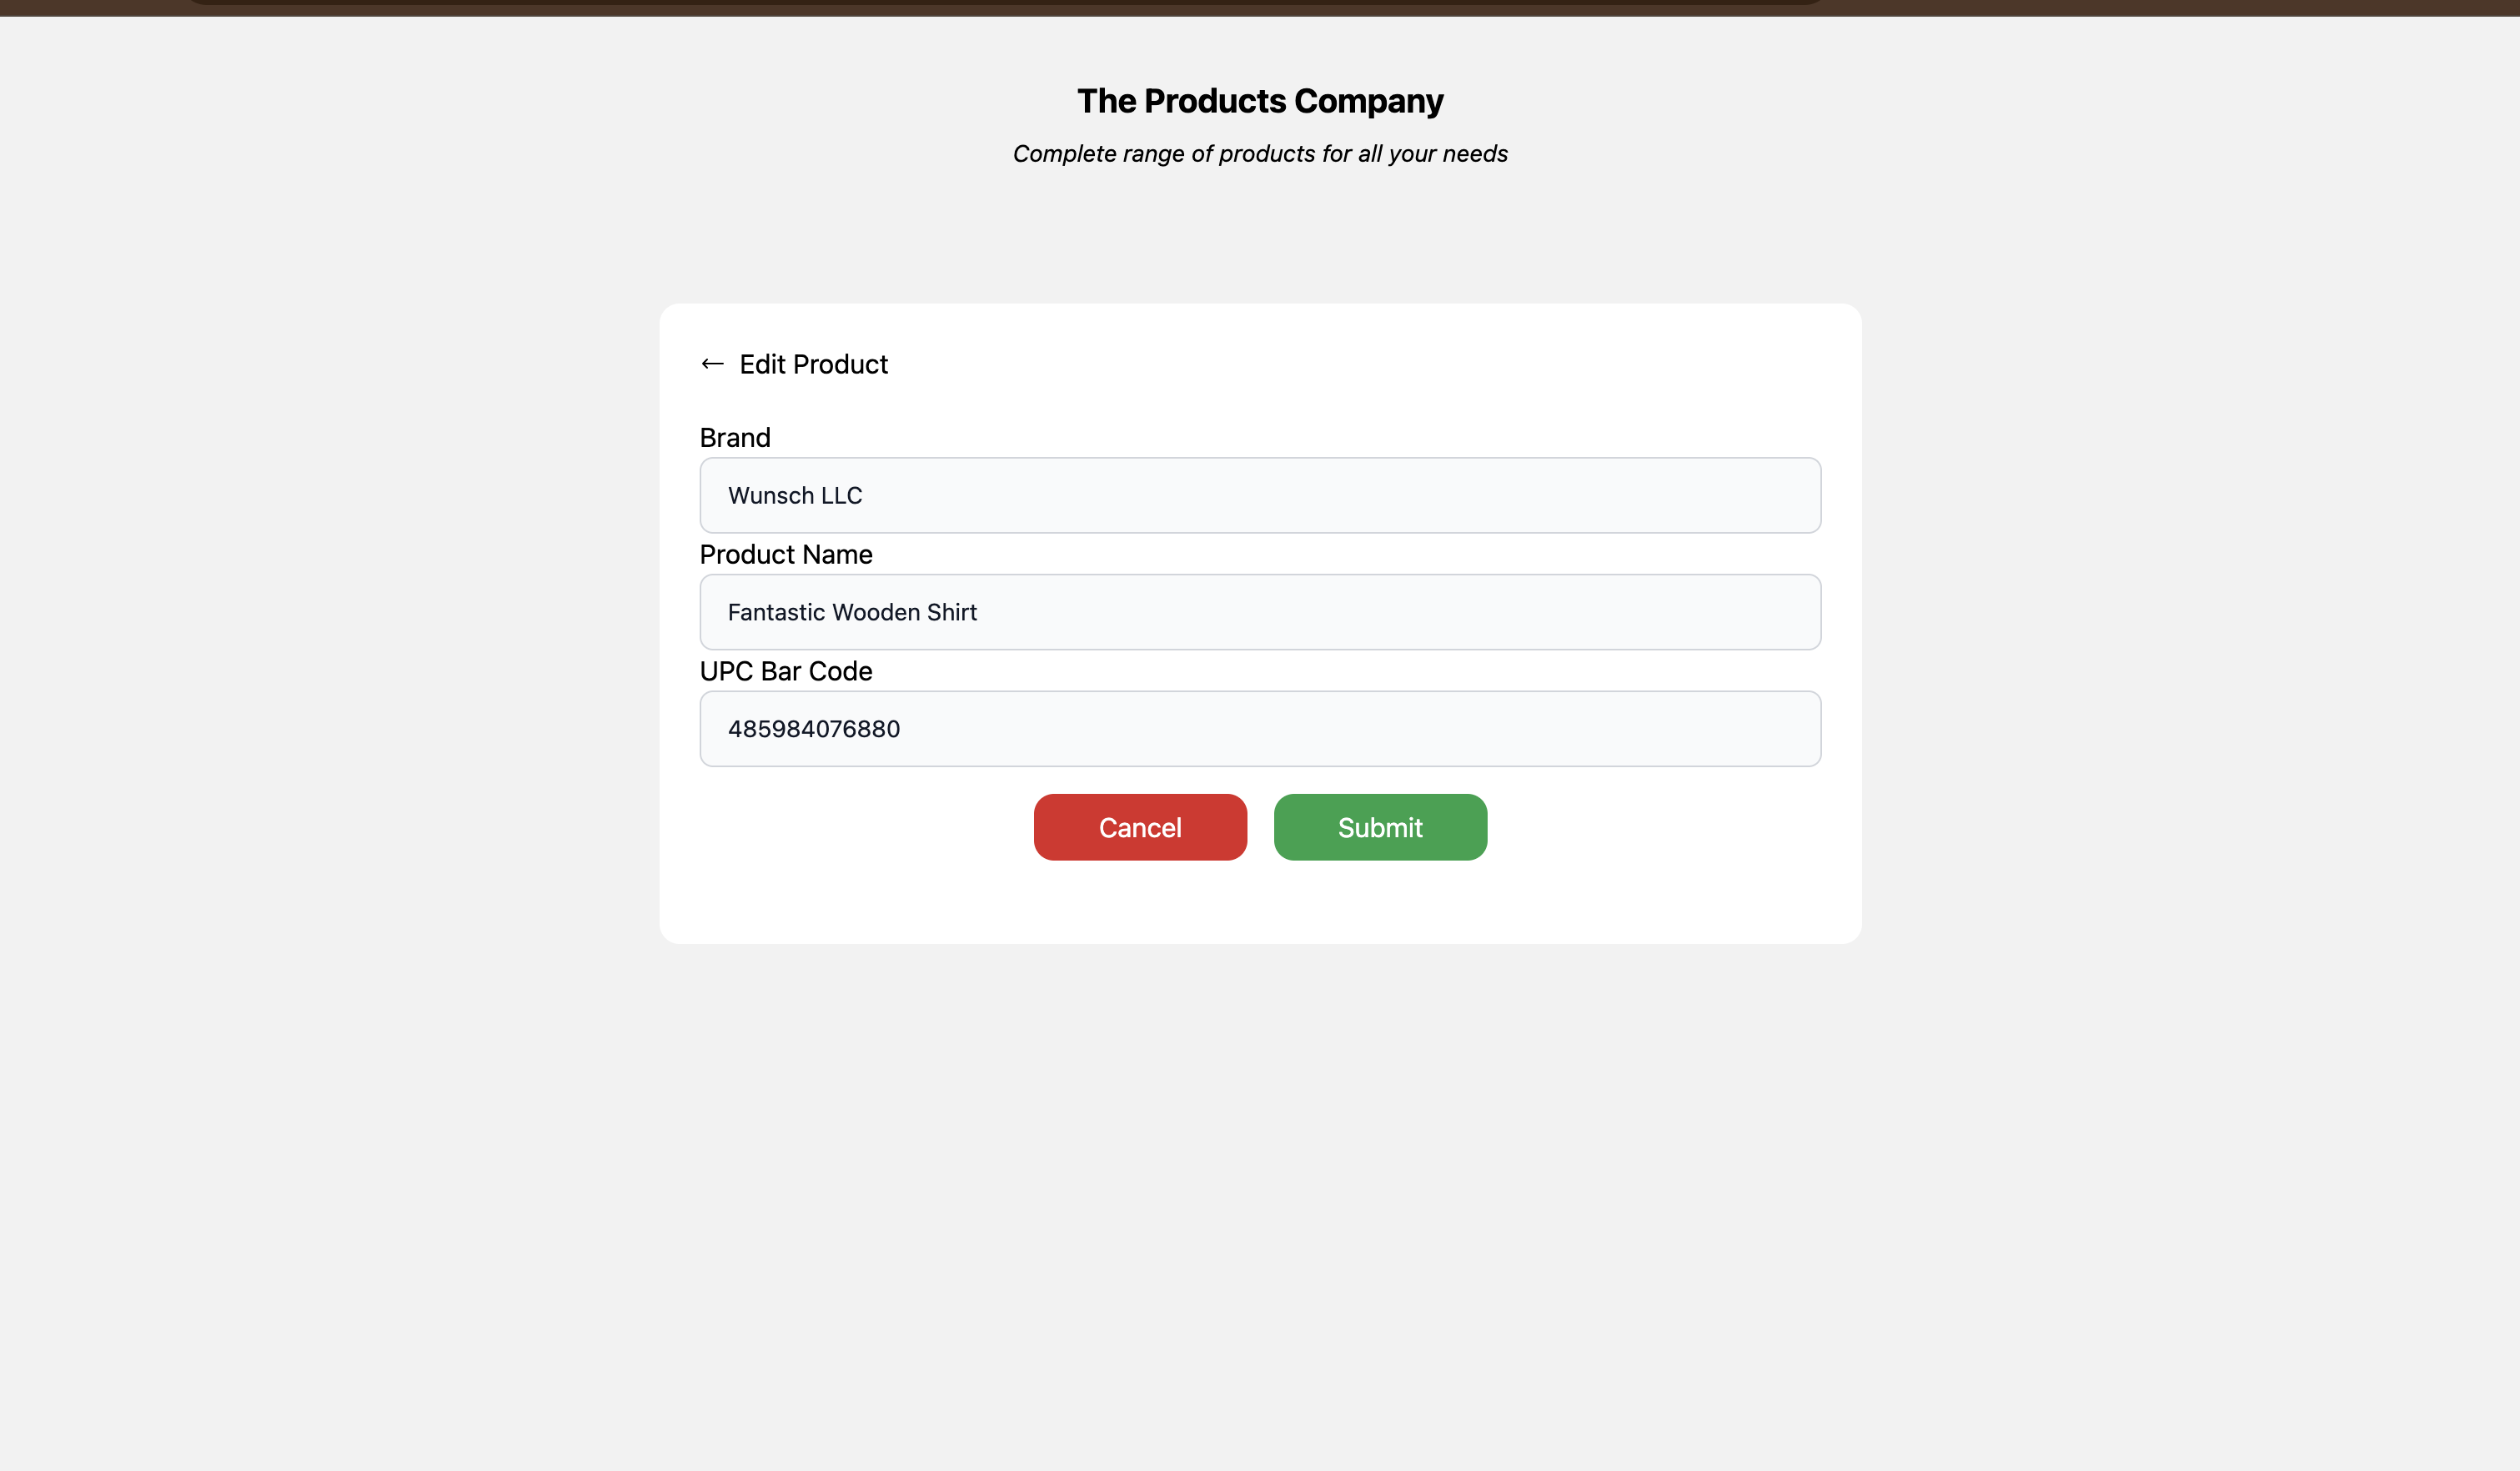 The Products Company
Complete range of products for all your needs
← Edit Product
Brand
Wunsch LLC
Product Name
Fantastic Wooden Shirt
UPC Bar Code
485984076880
Cancel Submit